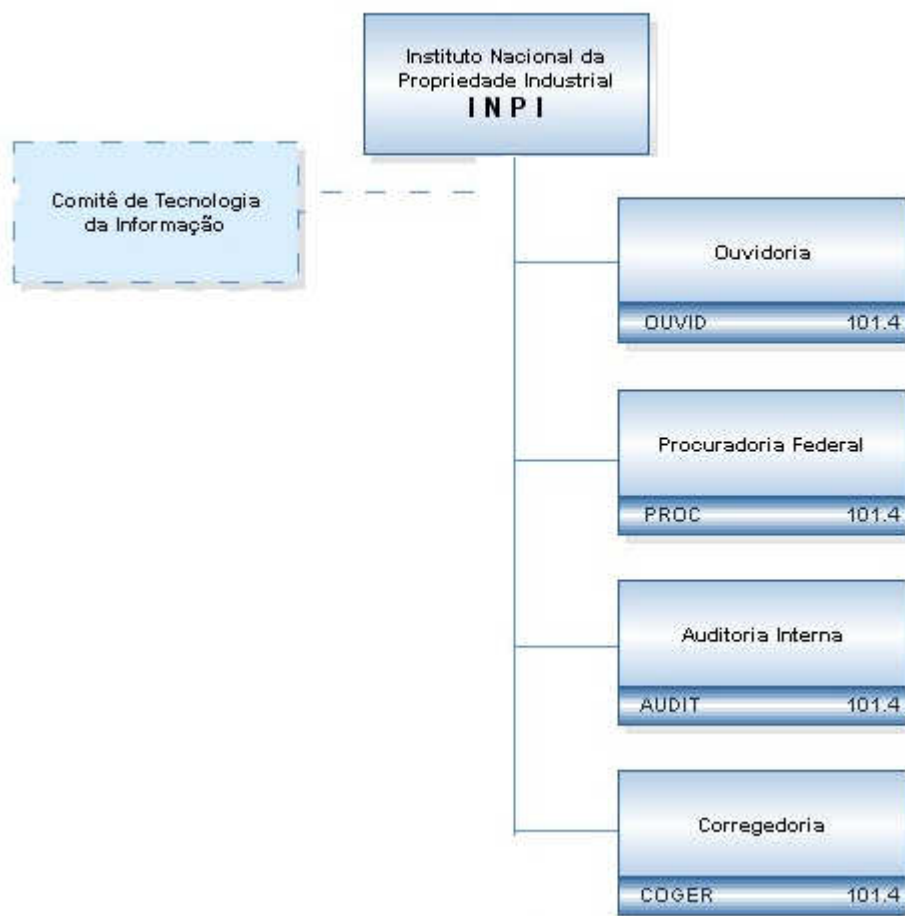 Instituto Nacional da
Propriedade Industrial
I N P I
Comitê de Tecnologia
da Informação
Ouvidoria
OUVID 101.4
Procuradoria Federal
PROC 101.4
Auditoria Interna
AUDIT 101.4
Corregedoria
COGER 101.4